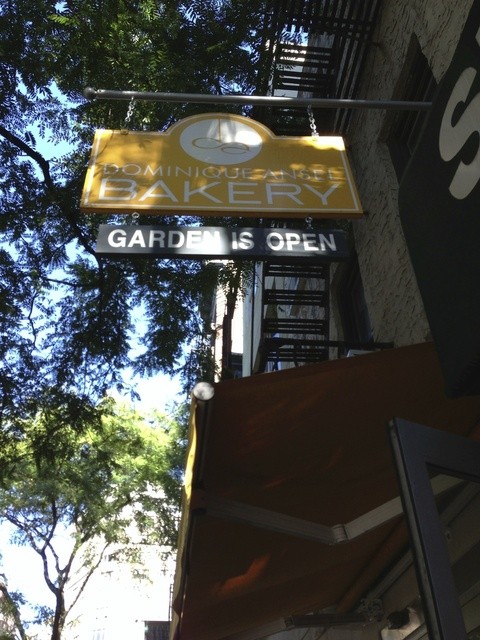 DOMINIQUE ANSEL
BAKERY
GARDEN IS OPEN
S